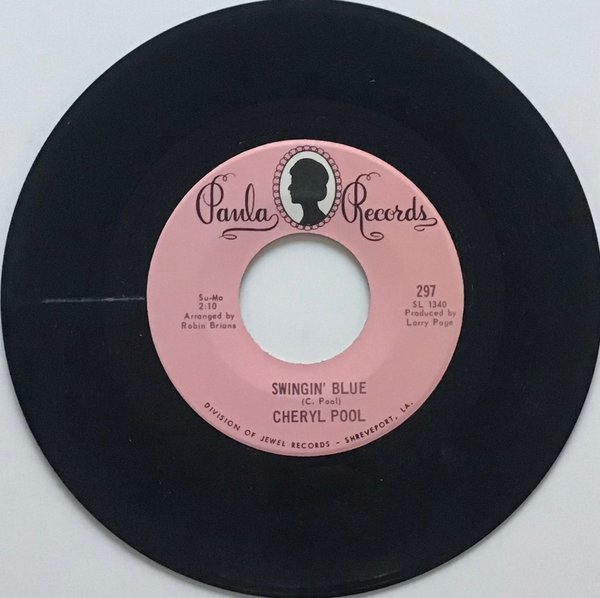 Paula Records
Su-Ma
2:10
Arranged by
Robin Brians
297
SL 1340
Produced by
Larry Page
SWINGIN' BLUE
(C. Pool)
CHERYL POOL
DIVISION OF JEWEL RECORDS - SHREVEPORT, LA.